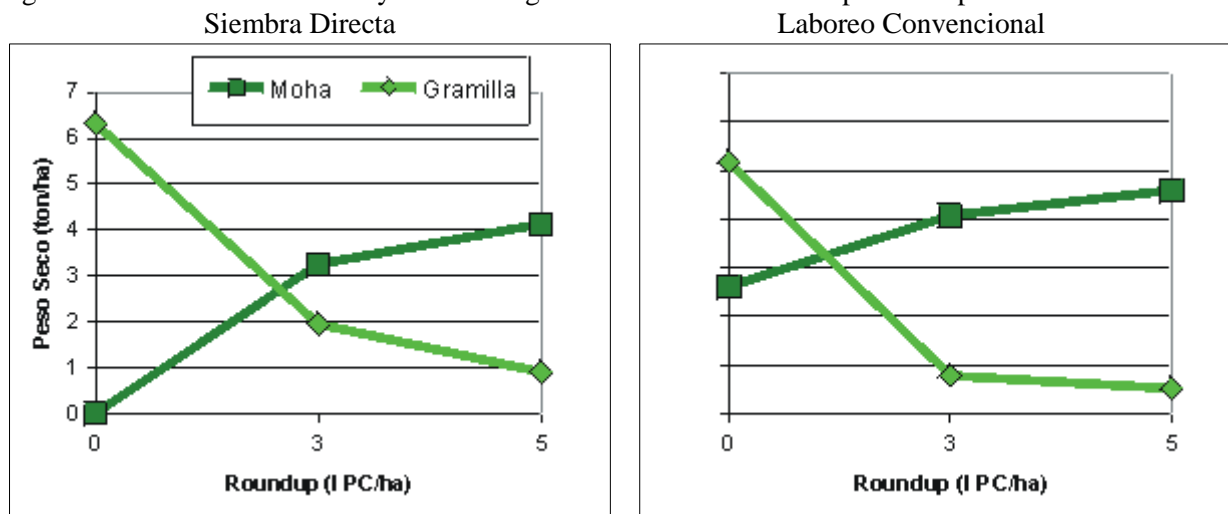 Siembra Directa
Laboreo Convencional
Moha
Gramilla
Peso Seco (ton/ha)
7
6
5
4
3
2
1
0
0 3 5
Roundup (l PC/ha)
0 3 5
Roundup (l PC/ha)